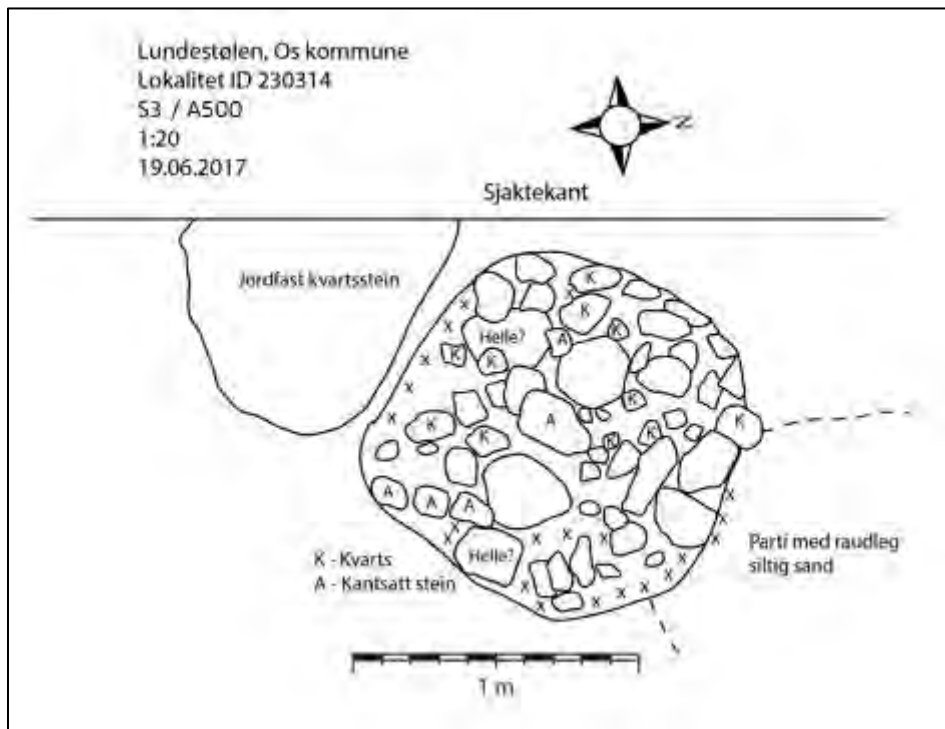 Lundestølen, Os kommune
Lokalitet ID 230314
S3 / A500
1:20
19.06.2017
N
Sjaktekant
Jordfast kvartsstein
K
K
Helle?
A
K
K
K
K
A
K
K
K
K
K
A
A
A
Helle?
K - Kvarts
A - Kantsatt stein
Parti med raudleg
siltig sand
1 m